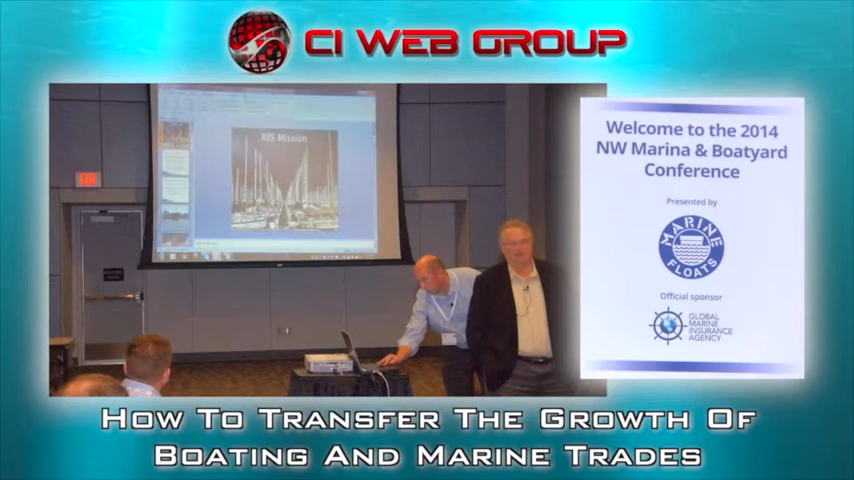 CI WEB GROUP
RBS Mission
Welcome to the 2014
NW Marina & Boatyard
Conference
Presented by
MARINE
FLOATS
Official sponsor
GLOBAL
MARINE
INSURANCE
AGENCY
HOW TO TRANSFER THE GROWTH OF
BOATING AND MARINE TRADES